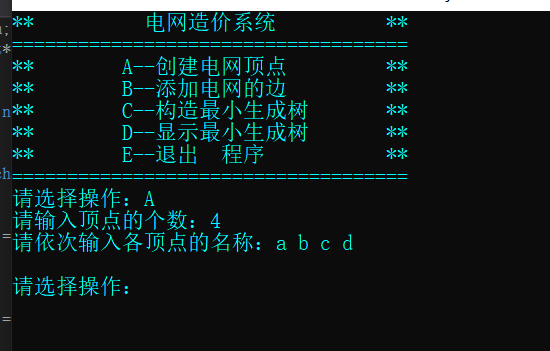 **          电网造价系统          **
====================================
**        A--创建电网顶点         **
**        B--添加电网的边         **
**        C--构造最小生成树       **
**        D--显示最小生成树       **
**        E--退出  程序           **
====================================
请选择操作: A
请输入顶点的个数: 4
请依次输入各顶点的名称: a b c d
请选择操作: